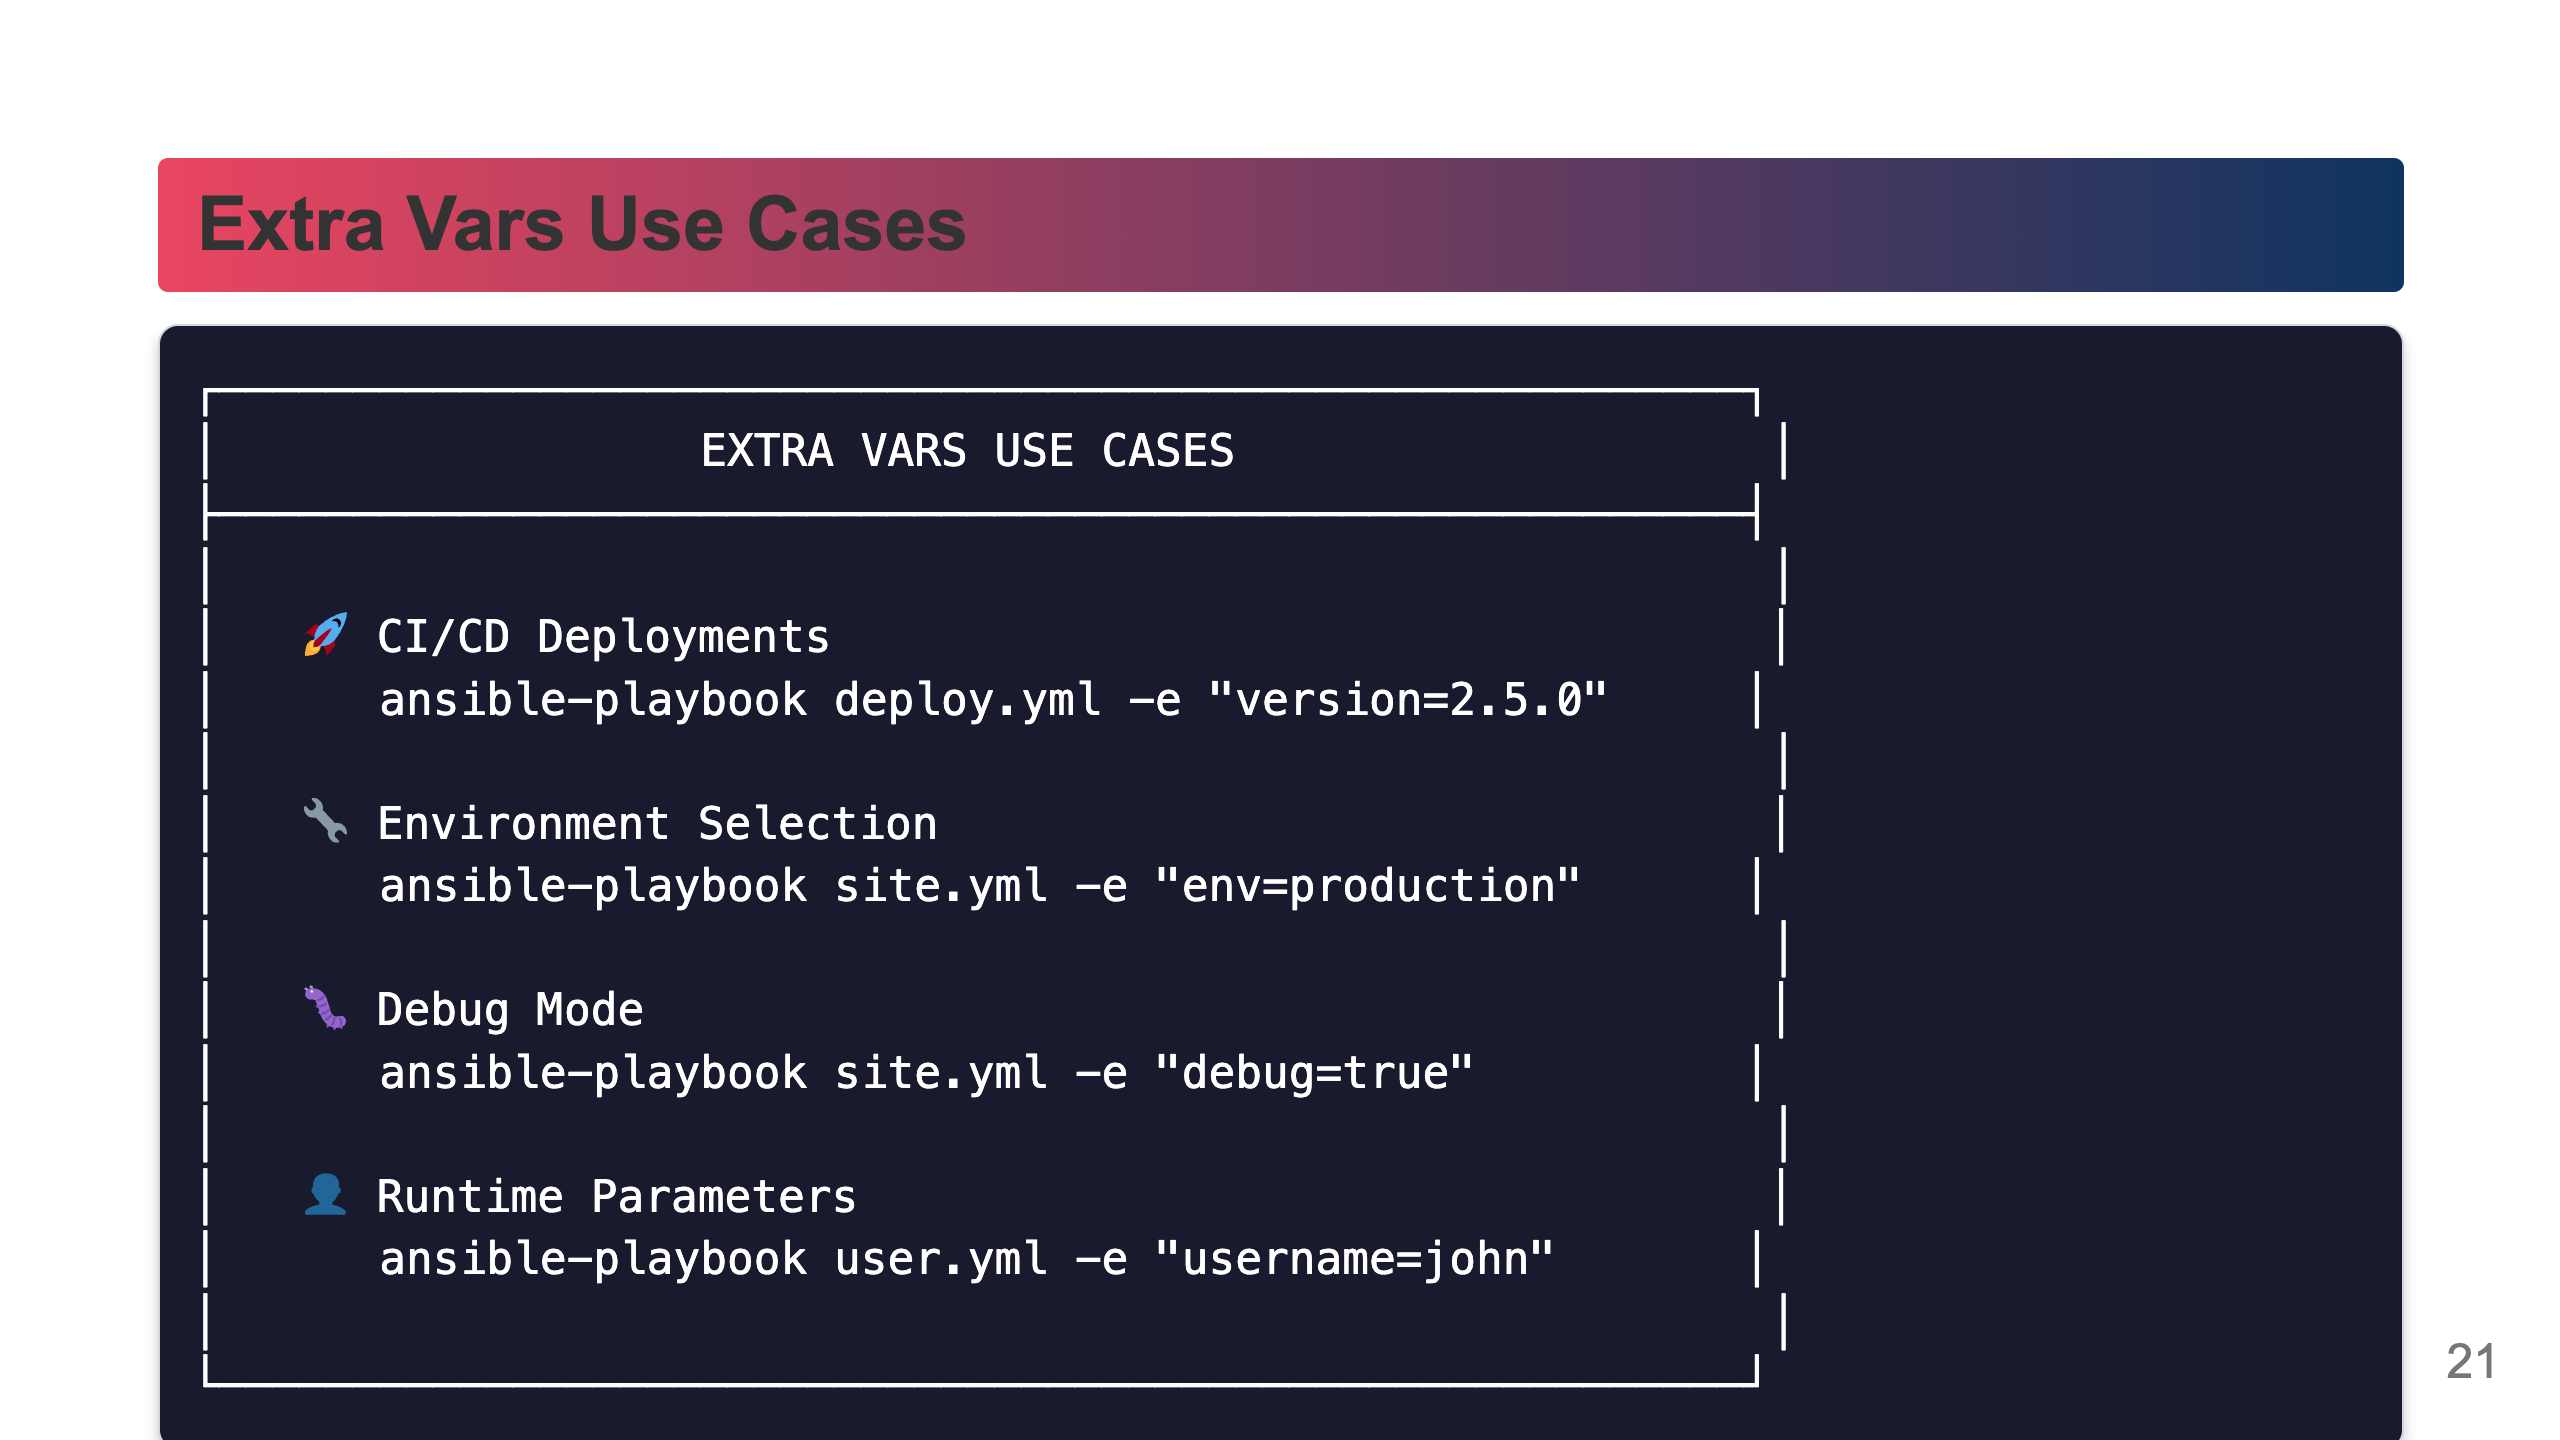 Extra Vars Use Cases
EXTRA VARS USE CASES
🚀 CI/CD Deployments
ansible-playbook deploy.yml -e "version=2.5.0"
🔧 Environment Selection
ansible-playbook site.yml -e "env=production"
🐛 Debug Mode
ansible-playbook site.yml -e "debug=true"
👤 Runtime Parameters
ansible-playbook user.yml -e "username=john"
21